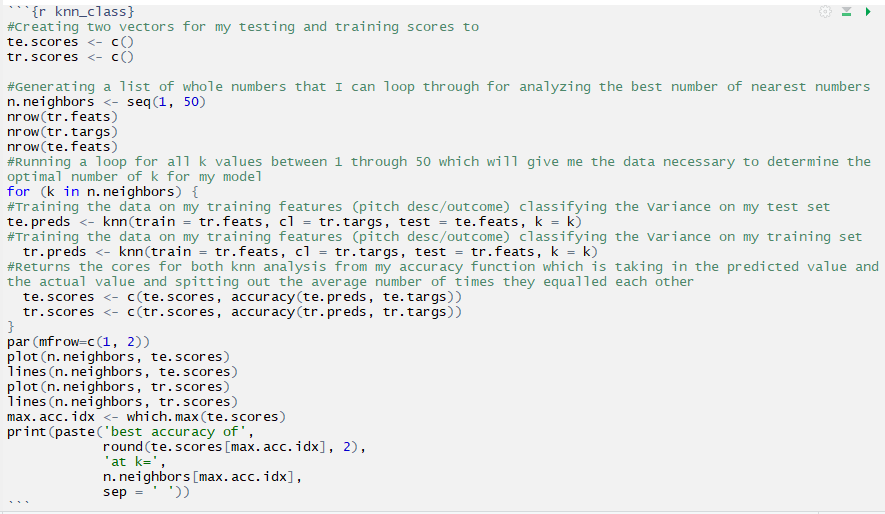 ```{r knn_class}
#Creating two vectors for my testing and training scores to
te.scores <- c()
tr.scores <- c()

#Generating a list of whole numbers that I can loop through for analyzing the best number of nearest numbers
n.neighbors <- seq(1, 50)
nrow(tr.feats)
nrow(tr.targs)
nrow(te.feats)
#Running a loop for all k values between 1 through 50 which will give me the data necessary to determine the
optimal number of k for my model
for (k in n.neighbors) {
#Training the data on my training features (pitch desc/outcome) classifying the Variance on my test set
te.preds <- knn(train = tr.feats, cl = tr.targs, test = te.feats, k = k)
#Training the data on my training features (pitch desc/outcome) classifying the Variance on my training set
  tr.preds <- knn(train = tr.feats, cl = tr.targs, test = tr.feats, k = k)
#Returns the cores for both knn analysis from my accuracy function which is taking in the predicted value and
the actual value and spitting out the average number of times they equalled each other
  te.scores <- c(te.scores, accuracy(te.preds, te.targs))
  tr.scores <- c(tr.scores, accuracy(tr.preds, tr.targs))
}
par(mfrow=c(1, 2))
plot(n.neighbors, te.scores)
lines(n.neighbors, te.scores)
plot(n.neighbors, tr.scores)
lines(n.neighbors, tr.scores)
max.acc.idx <- which.max(te.scores)
print(paste('best accuracy of',
            round(te.scores[max.acc.idx], 2),
            'at k=',
            n.neighbors[max.acc.idx],
            sep = ' '))
```